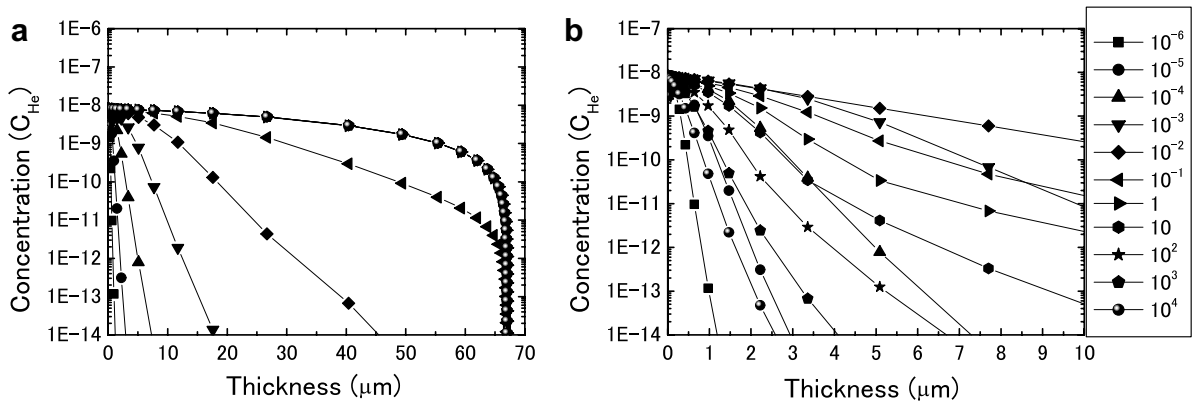 a
1E-6
1E-7
1E-8
1E-9
1E-10
1E-11
1E-12
1E-13
1E-14
Concentration (C_He)
0 10 20 30 40 50 60 70
Thickness (μm)
b
1E-7
1E-8
1E-9
1E-10
1E-11
1E-12
1E-13
1E-14
Concentration (C_He)
0 1 2 3 4 5 6 7 8 9 10
Thickness (μm)
10⁻⁶
10⁻⁵
10⁻⁴
10⁻³
10⁻²
10⁻¹
1
10
10²
10³
10⁴